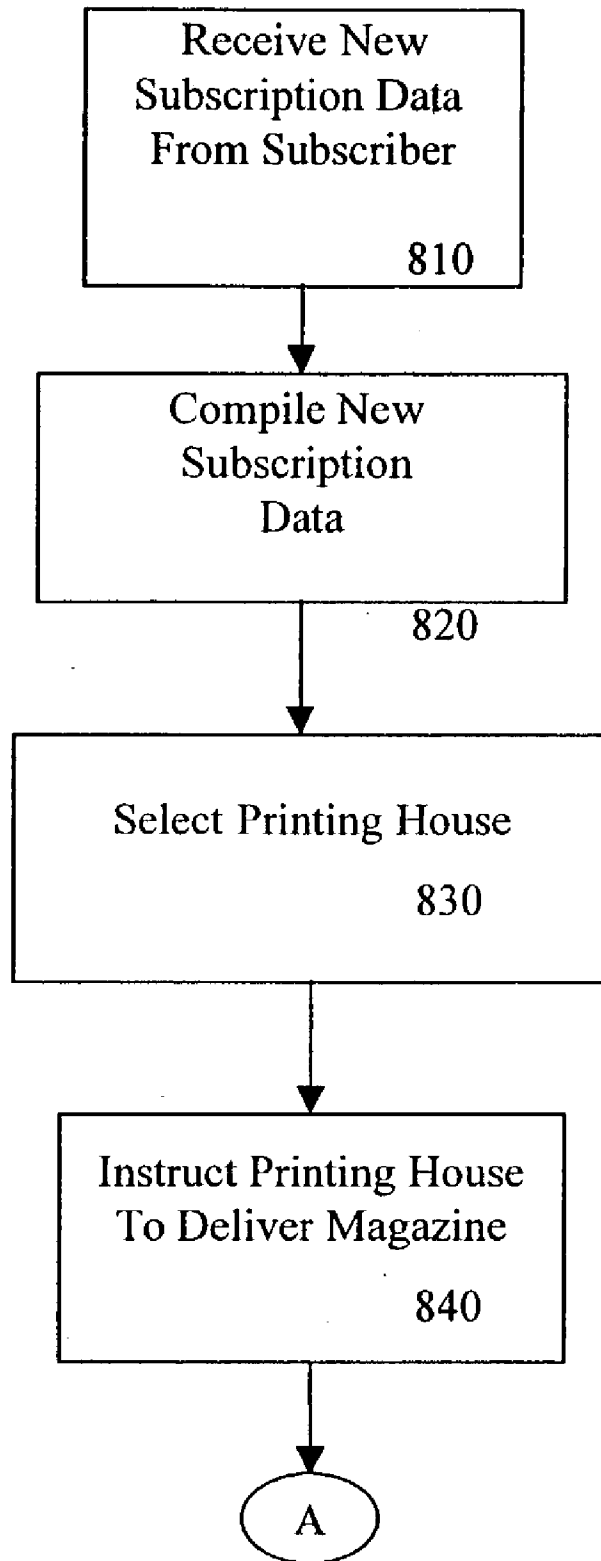 Receive New
Subscription Data
From Subscriber
810
Compile New
Subscription
Data
820
Select Printing House
830
Instruct Printing House
To Deliver Magazine
840
A